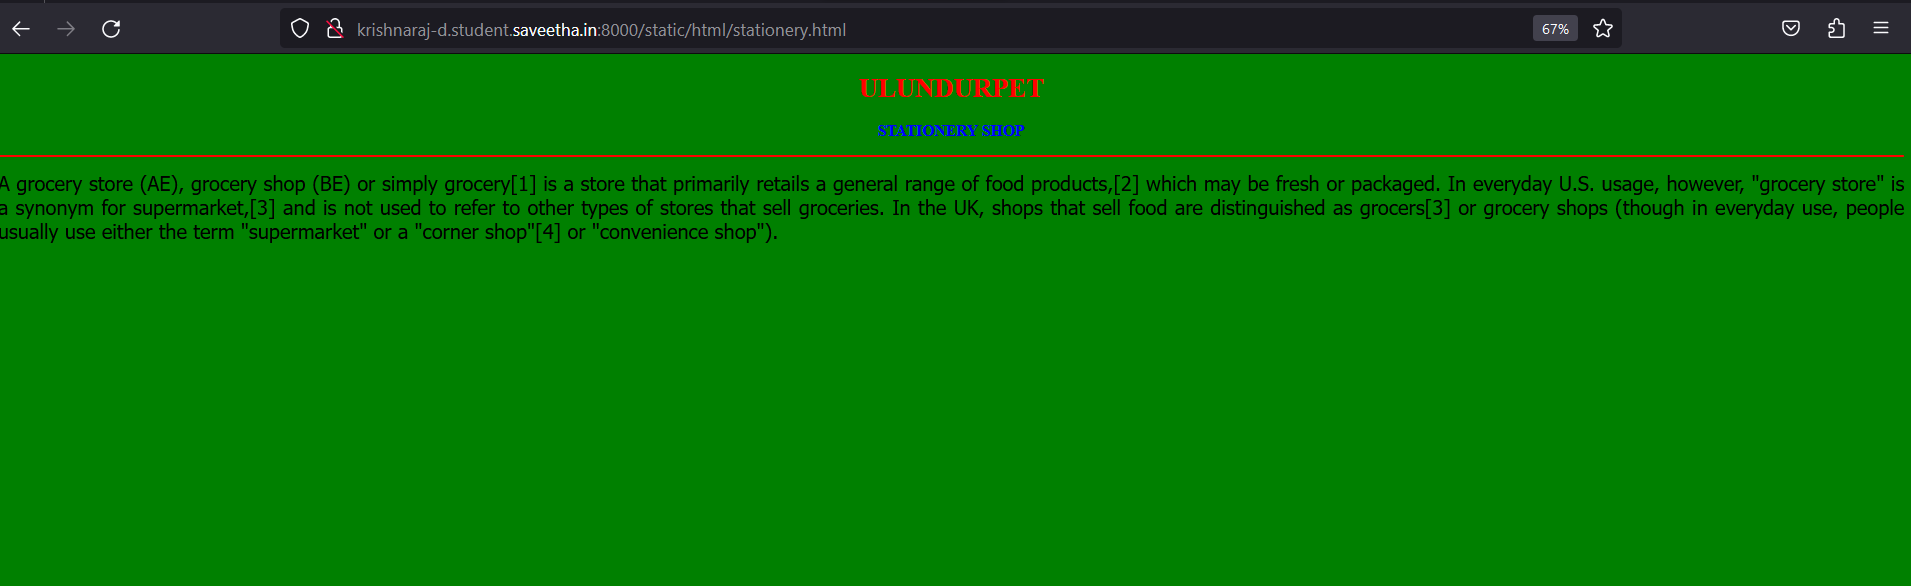 krishnaraj-d.student.saveetha.in:8000/static/html/stationery.html
67%
ULUNDURPET
STATIONERY SHOP
A grocery store (AE), grocery shop (BE) or simply grocery[1] is a store that primarily retails a general range of food products,[2] which may be fresh or packaged. In everyday U.S. usage, however, "grocery store" is
a synonym for supermarket,[3] and is not used to refer to other types of stores that sell groceries. In the UK, shops that sell food are distinguished as grocers[3] or grocery shops (though in everyday use, people
usually use either the term "supermarket" or a "corner shop"[4] or "convenience shop").